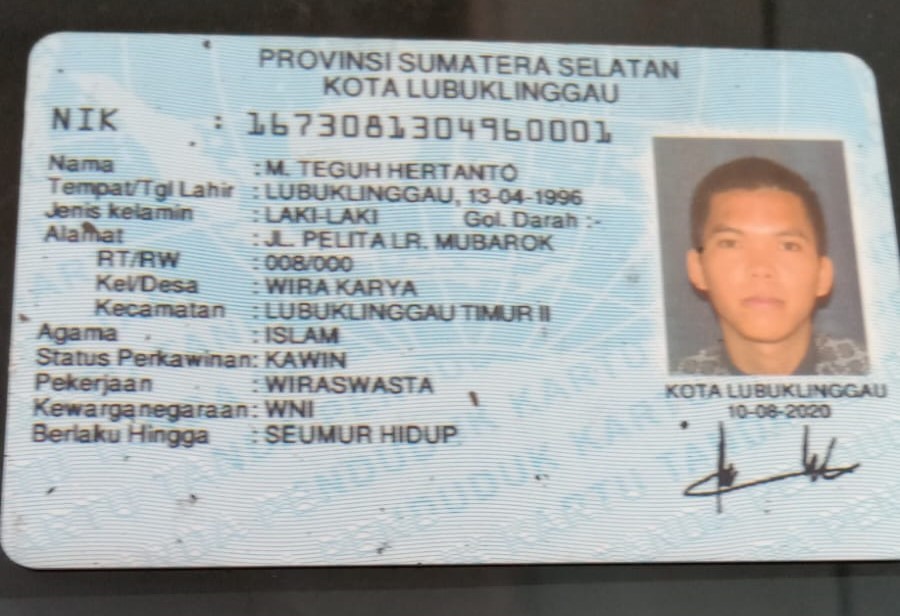 PROVINSI SUMATERA SELATAN
KOTA LUBUKLINGGAU
NIK : 1673081304960001
Nama : M. TEGUH HERTANTO
Tempat/Tgl Lahir : LUBUKLINGGAU, 13-04-1996
Jenis kelamin : LAKI-LAKI Gol. Darah :-
Alamat : JL. PELITA LR. MUBAROK
RT/RW : 008/000
Kel/Desa : WIRA KARYA
Kecamatan : LUBUKLINGGAU TIMUR II
Agama : ISLAM
Status Perkawinan: KAWIN
Pekerjaan : WIRASWASTA
Kewarganegaraan: WNI
Berlaku Hingga : SEUMUR HIDUP
KOTA LUBUKLINGGAU
10-08-2020